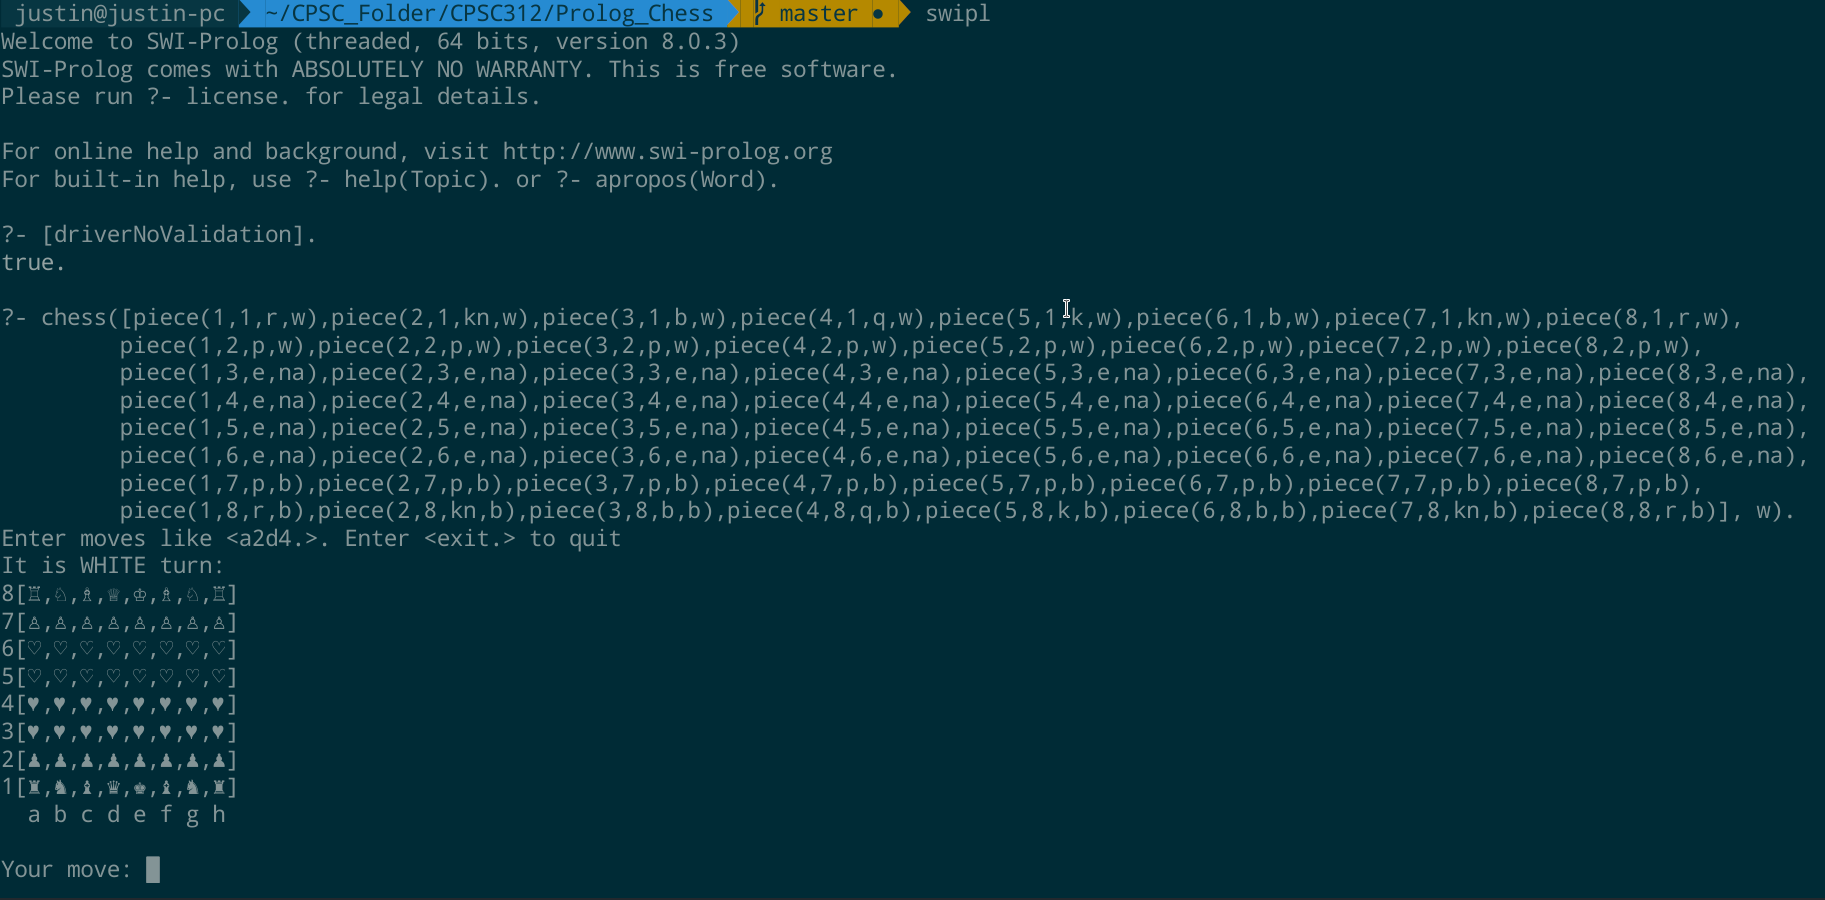 justin@justin-pc ~/CPSC_Folder/CPSC312/Prolog_Chess master ● swipl
Welcome to SWI-Prolog (threaded, 64 bits, version 8.0.3)
SWI-Prolog comes with ABSOLUTELY NO WARRANTY. This is free software.
Please run ?- license. for legal details.
For online help and background, visit http://www.swi-prolog.org
For built-in help, use ?- help(Topic). or ?- apropos(Word).
?- [driverNoValidation].
true.
?- chess([piece(1,1,r,w),piece(2,1,kn,w),piece(3,1,b,w),piece(4,1,q,w),piece(5,1,k,w),piece(6,1,b,w),piece(7,1,kn,w),piece(8,1,r,w),
piece(1,2,p,w),piece(2,2,p,w),piece(3,2,p,w),piece(4,2,p,w),piece(5,2,p,w),piece(6,2,p,w),piece(7,2,p,w),piece(8,2,p,w),
piece(1,3,e,na),piece(2,3,e,na),piece(3,3,e,na),piece(4,3,e,na),piece(5,3,e,na),piece(6,3,e,na),piece(7,3,e,na),piece(8,3,e,na),
piece(1,4,e,na),piece(2,4,e,na),piece(3,4,e,na),piece(4,4,e,na),piece(5,4,e,na),piece(6,4,e,na),piece(7,4,e,na),piece(8,4,e,na),
piece(1,5,e,na),piece(2,5,e,na),piece(3,5,e,na),piece(4,5,e,na),piece(5,5,e,na),piece(6,5,e,na),piece(7,5,e,na),piece(8,5,e,na),
piece(1,6,e,na),piece(2,6,e,na),piece(3,6,e,na),piece(4,6,e,na),piece(5,6,e,na),piece(6,6,e,na),piece(7,6,e,na),piece(8,6,e,na),
piece(1,7,p,b),piece(2,7,p,b),piece(3,7,p,b),piece(4,7,p,b),piece(5,7,p,b),piece(6,7,p,b),piece(7,7,p,b),piece(8,7,p,b),
piece(1,8,r,b),piece(2,8,kn,b),piece(3,8,b,b),piece(4,8,q,b),piece(5,8,k,b),piece(6,8,b,b),piece(7,8,kn,b),piece(8,8,r,b)], w).
Enter moves like <a2d4.>. Enter <exit.> to quit
It is WHITE turn:
8[♖,♘,♗,♕,♔,♗,♘,♖]
7[♙,♙,♙,♙,♙,♙,♙,♙]
6[♡,♡,♡,♡,♡,♡,♡,♡]
5[♡,♡,♡,♡,♡,♡,♡,♡]
4[♥,♥,♥,♥,♥,♥,♥,♥]
3[♥,♥,♥,♥,♥,♥,♥,♥]
2[♟,♟,♟,♟,♟,♟,♟,♟]
1[♜,♞,♝,♛,♚,♝,♞,♜]
a b c d e f g h
Your move: